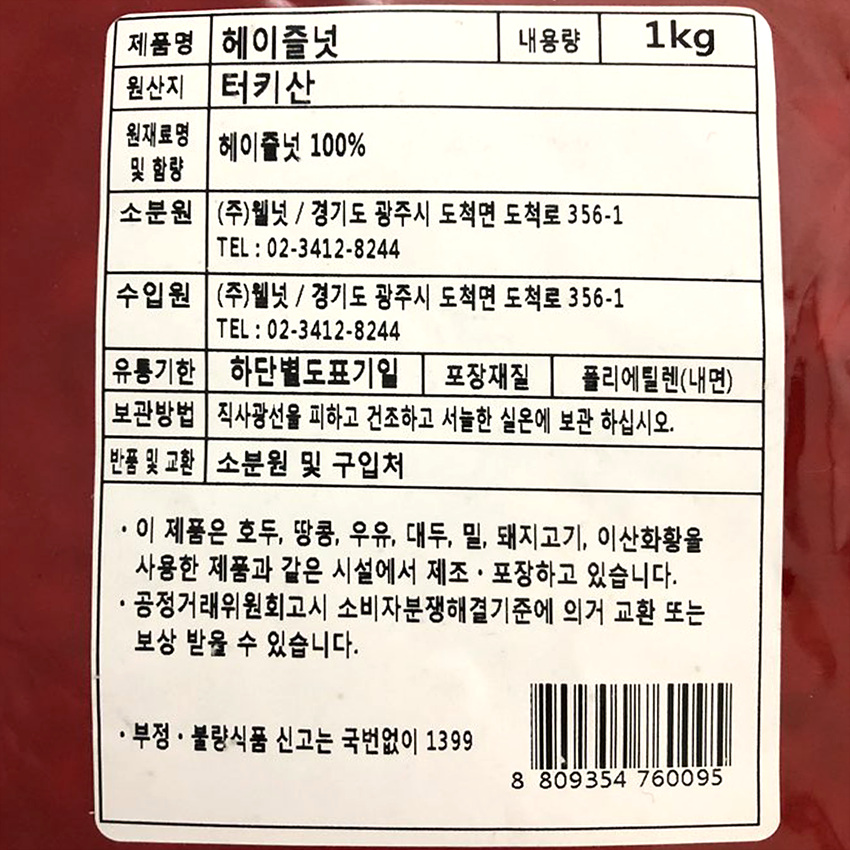 제품명 헤이즐넛 내용량 1kg
원산지 터키산
원재료명 및 함량 헤이즐넛 100%
소분원 (주)웰넛 / 경기도 광주시 도척면 도척로 356-1
TEL : 02-3412-8244
수입원 (주)웰넛 / 경기도 광주시 도척면 도척로 356-1
TEL : 02-3412-8244
유통기한 하단별도표기일 포장재질 폴리에틸렌(내면)
보관방법 직사광선을 피하고 건조하고 서늘한 실온에 보관 하십시오.
반품 및 교환 소분원 및 구입처
· 이 제품은 호두, 땅콩, 우유, 대두, 밀, 돼지고기, 이산화황을
사용한 제품과 같은 시설에서 제조 · 포장하고 있습니다.
· 공정거래위원회고시 소비자분쟁해결기준에 의거 교환 또는
보상 받을 수 있습니다.
· 부정 · 불량식품 신고는 국번없이 1399
8 809354 760095